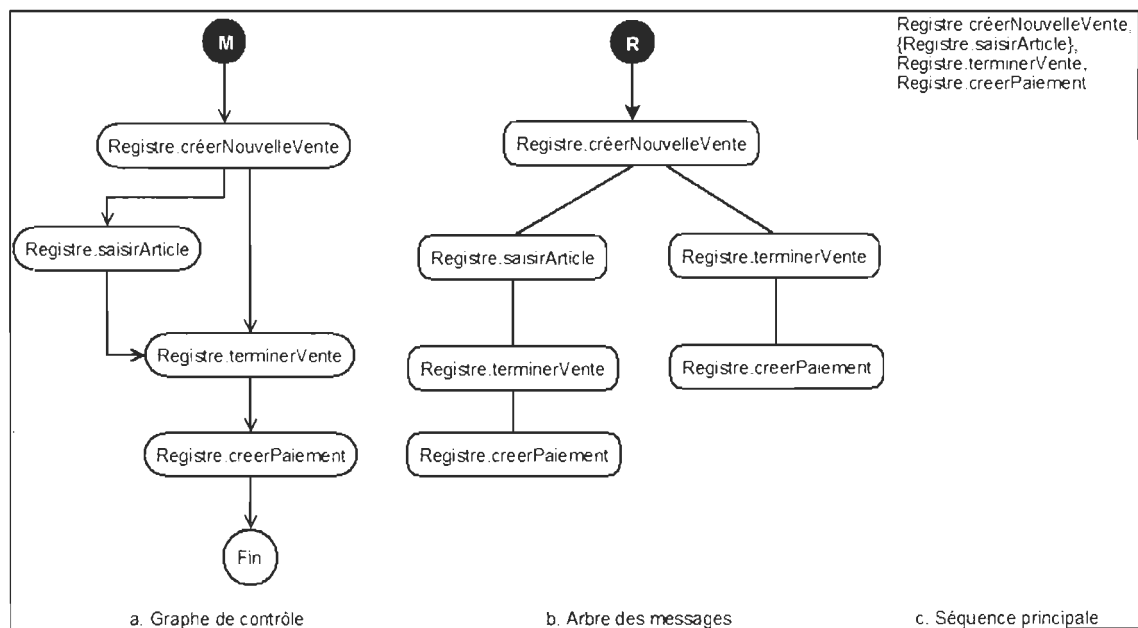 M
Registre.créerNouvelleVente
Registre.saisirArticle
Registre.terminerVente
Registre.creerPaiement
Fin
a. Graphe de contrôle
R
Registre.créerNouvelleVente
Registre.saisirArticle
Registre.terminerVente
Registre.terminerVente
Registre.creerPaiement
Registre.creerPaiement
b. Arbre des messages
Registre créerNouvelleVente,
{Registre.saisirArticle},
Registre.terminerVente,
Registre.creerPaiement
c. Séquence principale